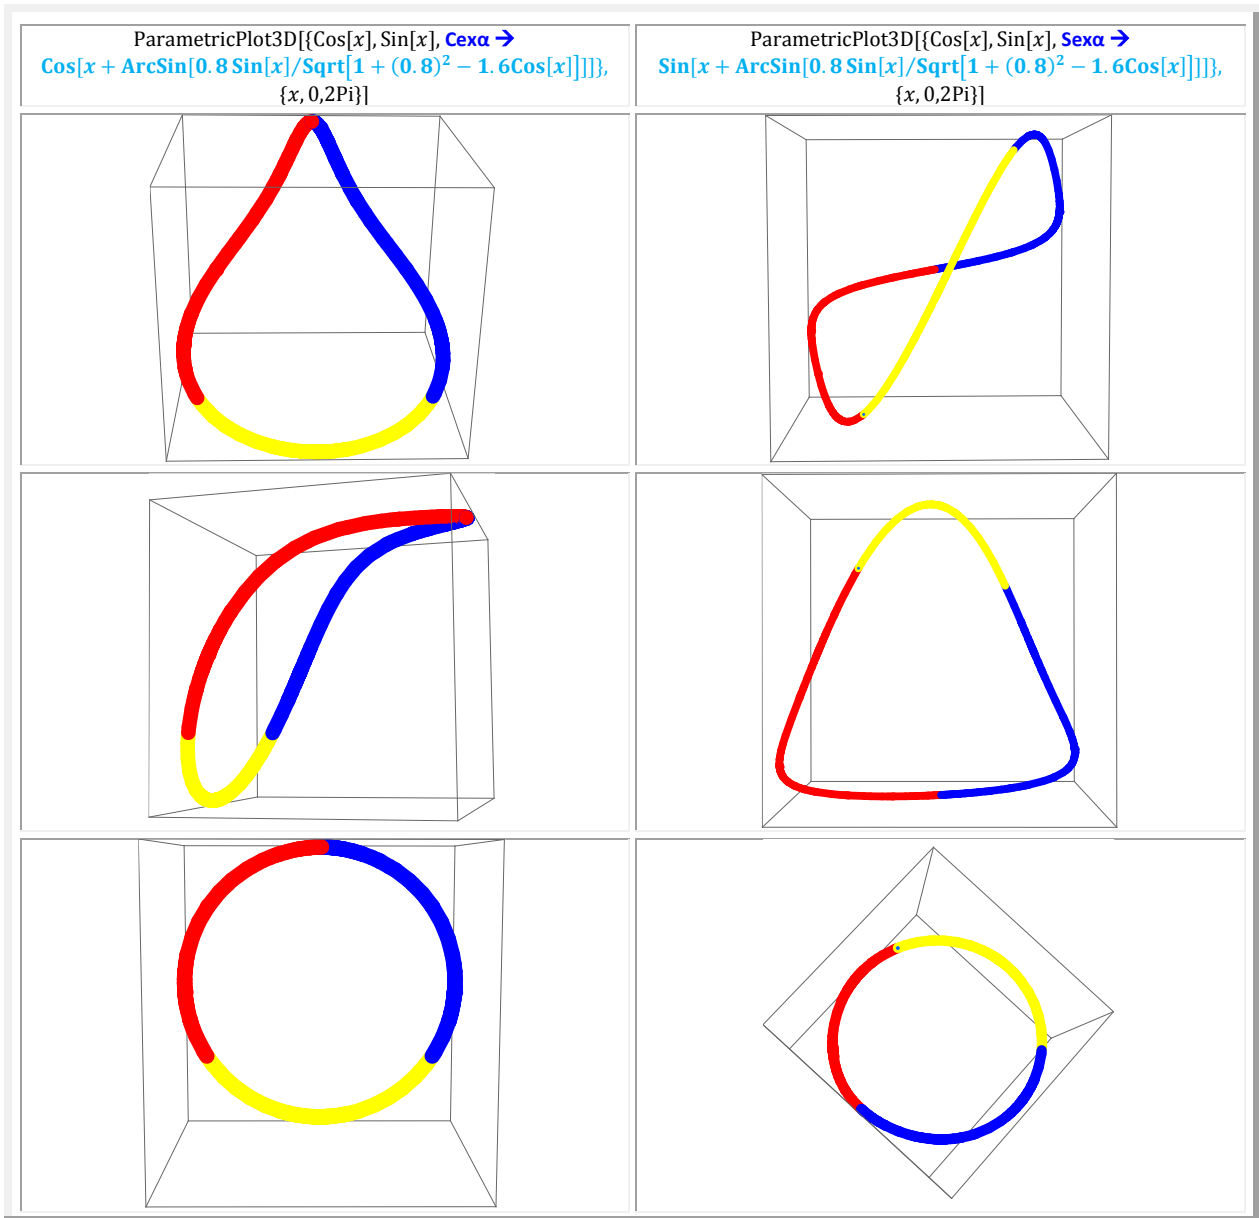 ParametricPlot3D[{Cos[x], Sin[x], Cexα →
Cos[x + ArcSin[0.8 Sin[x]/Sqrt[1 + (0.8)² − 1.6Cos[x]]]]},
{x, 0,2Pi}]
ParametricPlot3D[{Cos[x], Sin[x], Sexα →
Sin[x + ArcSin[0.8 Sin[x]/Sqrt[1 + (0.8)² − 1.6Cos[x]]]]},
{x, 0,2Pi}]